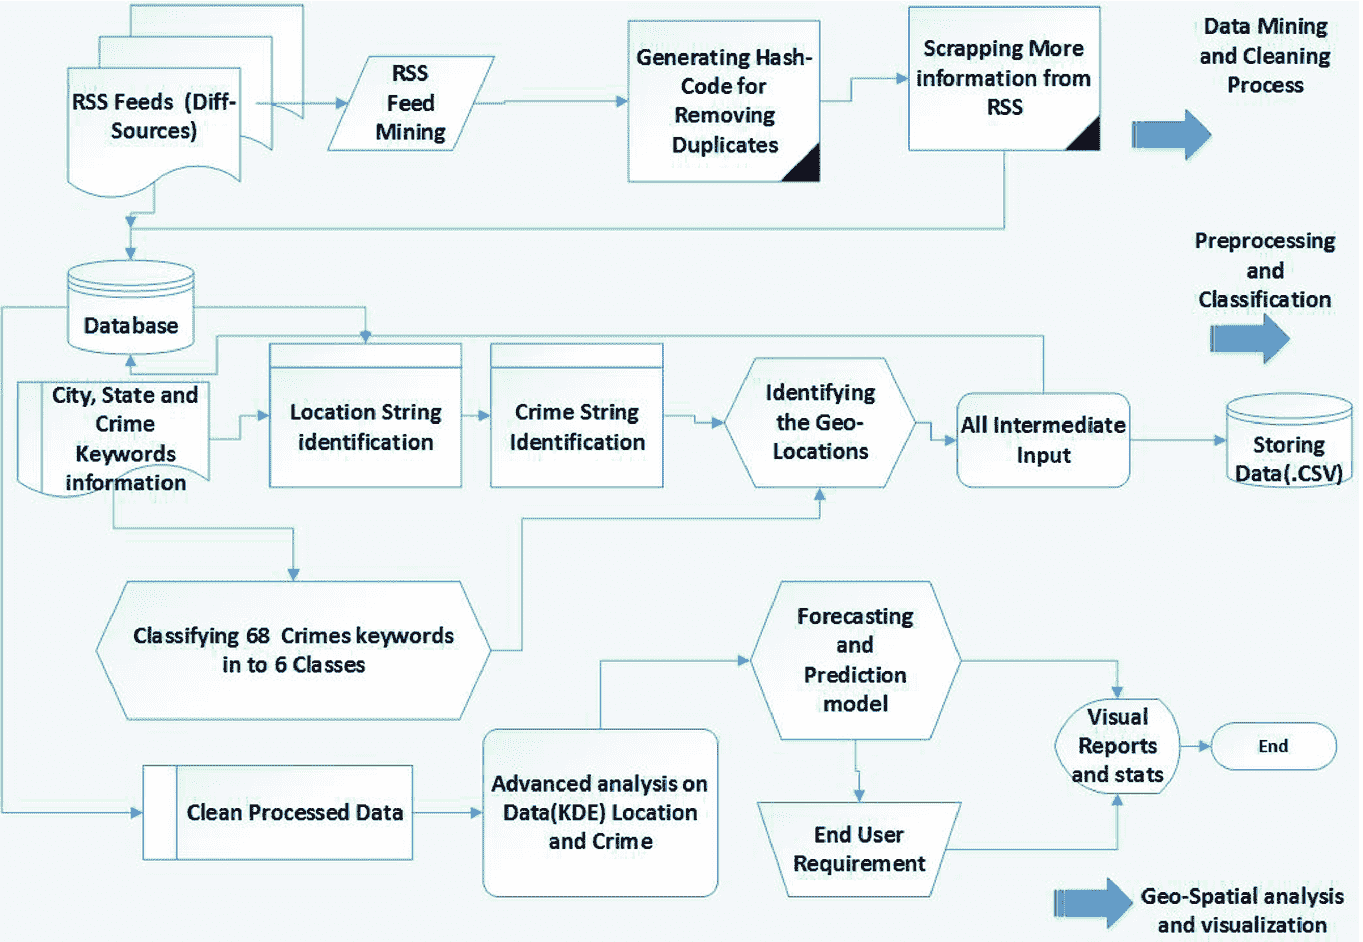 RSS Feeds (Diff-
Sources)
RSS
Feed
Mining
Generating Hash-
Code for
Removing
Duplicates
Scrapping More
information from
RSS
Data Mining
and Cleaning
Process
Preprocessing
and
Classification
Database
City, State and
Crime
Keywords
information
Location String
identification
Crime String
Identification
Identifying
the Geo-
Locations
All Intermediate
Input
Storing
Data(.CSV)
Classifying 68 Crimes keywords
in to 6 Classes
Forecasting
and
Prediction
model
Visual
Reports
and stats
End
Clean Processed Data
Advanced analysis on
Data(KDE) Location
and Crime
End User
Requirement
Geo-Spatial analysis
and visualization